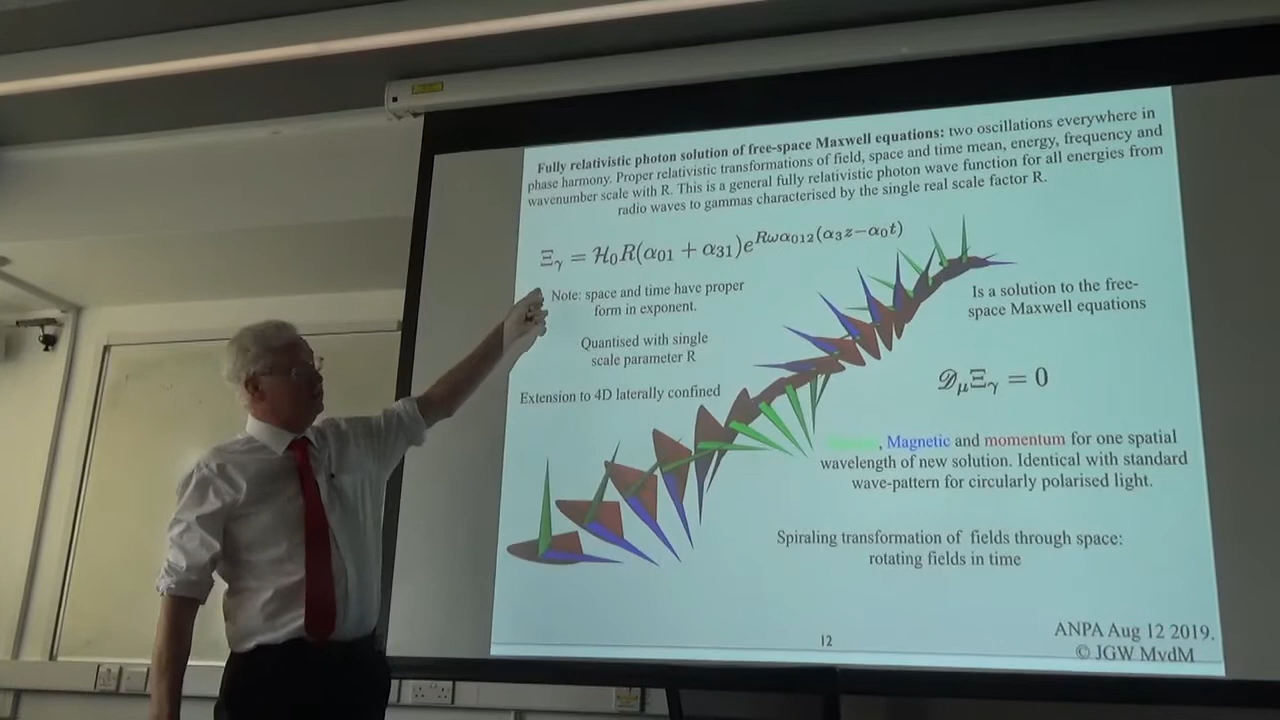 Fully relativistic photon solution of free-space Maxwell equations: two oscillations everywhere in
phase harmony. Proper relativistic transformations of field, space and time mean, energy, frequency and
wavenumber scale with R. This is a general fully relativistic photon wave function for all energies from
radio waves to gammas characterised by the single real scale factor R.
Ξγ = ℋ₀R(α₀₁ + α₃₁)e^{Rωα₀₁₂(α₃z−α₀t)}
Note: space and time have proper
form in exponent.
Quantised with single
scale parameter R
Extension to 4D laterally confined
Is a solution to the free-
space Maxwell equations
𝒟μΞγ = 0
, Magnetic and momentum for one spatial
wavelength of new solution. Identical with standard
wave-pattern for circularly polarised light.
Spiraling transformation of fields through space:
rotating fields in time
12
ANPA Aug 12 2019.
© JGW MvdM